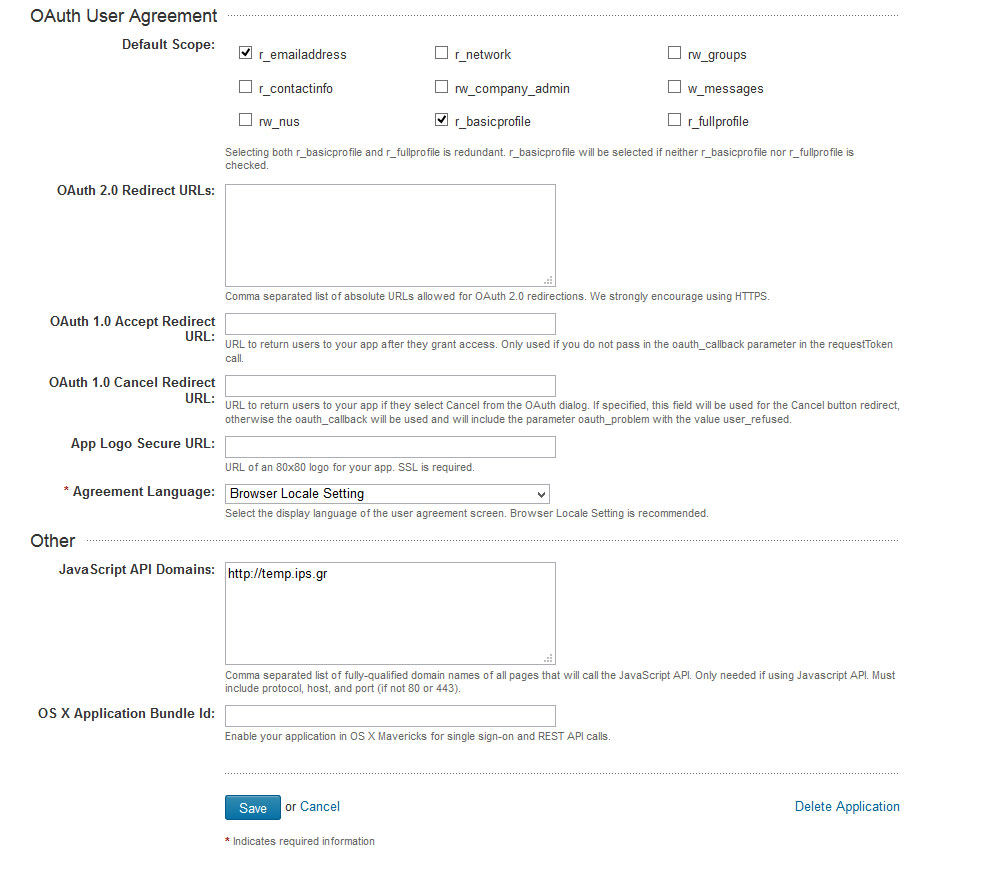 OAuth User Agreement
Default Scope:
r_emailaddress r_network rw_groups
r_contactinfo rw_company_admin w_messages
rw_nus r_basicprofile r_fullprofile
Selecting both r_basicprofile and r_fullprofile is redundant. r_basicprofile will be selected if neither r_basicprofile nor r_fullprofile is
checked.
OAuth 2.0 Redirect URLs:
Comma separated list of absolute URLs allowed for OAuth 2.0 redirections. We strongly encourage using HTTPS.
OAuth 1.0 Accept Redirect
URL:
URL to return users to your app after they grant access. Only used if you do not pass in the oauth_callback parameter in the requestToken
call.
OAuth 1.0 Cancel Redirect
URL:
URL to return users to your app if they select Cancel from the OAuth dialog. If specified, this field will be used for the Cancel button redirect,
otherwise the oauth_callback will be used and will include the parameter oauth_problem with the value user_refused.
App Logo Secure URL:
URL of an 80x80 logo for your app. SSL is required.
* Agreement Language: Browser Locale Setting
Select the display language of the user agreement screen. Browser Locale Setting is recommended.
Other
JavaScript API Domains: http://temp.ips.gr
Comma separated list of fully-qualified domain names of all pages that will call the JavaScript API. Only needed if using Javascript API. Must
include protocol, host, and port (if not 80 or 443).
OS X Application Bundle Id:
Enable your application in OS X Mavericks for single sign-on and REST API calls.
Save or Cancel Delete Application
* Indicates required information